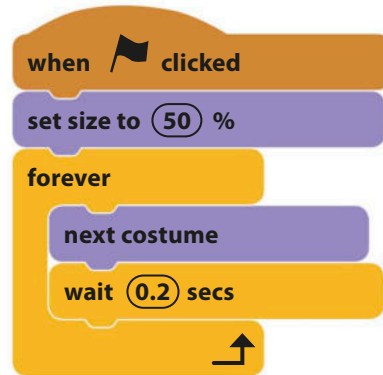 when clicked
set size to 50 %
forever
next costume
wait 0.2 secs